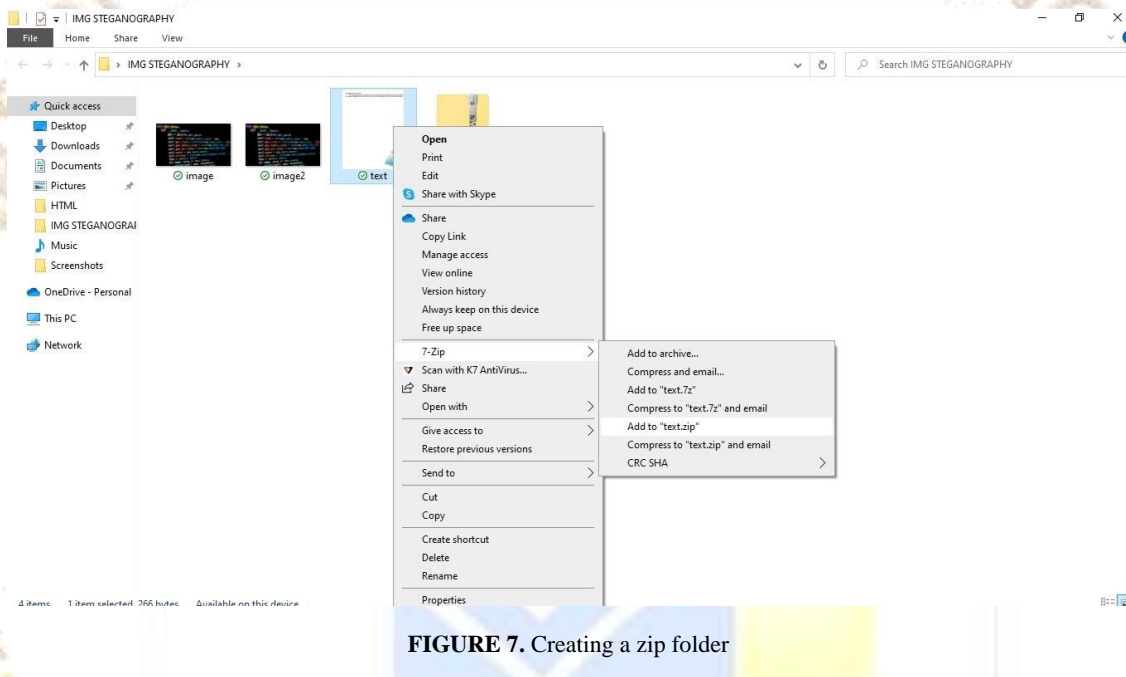 IMG STEGANOGRAPHY
File Home Share View
IMG STEGANOGRAPHY
Search IMG STEGANOGRAPHY
Quick access
Desktop
Downloads
Documents
Pictures
HTML
IMG STEGANOGRAF
Music
Screenshots
OneDrive - Personal
This PC
Network
image
image2
text
Open
Print
Edit
Share with Skype
Share
Copy Link
Manage access
View online
Version history
Always keep on this device
Free up space
7-Zip
Scan with K7 AntiVirus...
Share
Open with
Give access to
Restore previous versions
Send to
Cut
Copy
Create shortcut
Delete
Rename
Properties
Add to archive...
Compress and email...
Add to "text.7z"
Compress to "text.7z" and email
Add to "text.zip"
Compress to "text.zip" and email
CRC SHA
4 items 1 item selected 266 bytes Available on this device
FIGURE 7. Creating a zip folder